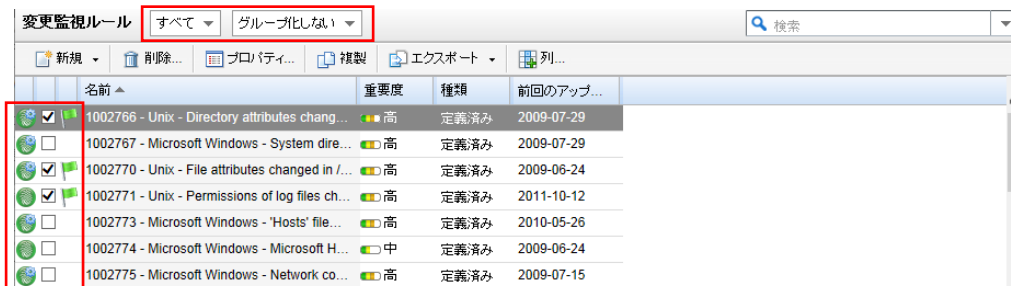 変更監視ルール すべて グループ化しない 検索
新規 削除... プロパティ... 複製 エクスポート 列...
名前 重要度 種類 前回のアップ...
1002766 - Unix - Directory attributes chang... 高 定義済み 2009-07-29
1002767 - Microsoft Windows - System dire... 高 定義済み 2009-07-29
1002770 - Unix - File attributes changed in /... 高 定義済み 2009-06-24
1002771 - Unix - Permissions of log files ch... 高 定義済み 2011-10-12
1002773 - Microsoft Windows - 'Hosts' file... 高 定義済み 2010-05-26
1002774 - Microsoft Windows - Microsoft H... 中 定義済み 2009-06-24
1002775 - Microsoft Windows - Network co... 高 定義済み 2009-07-15